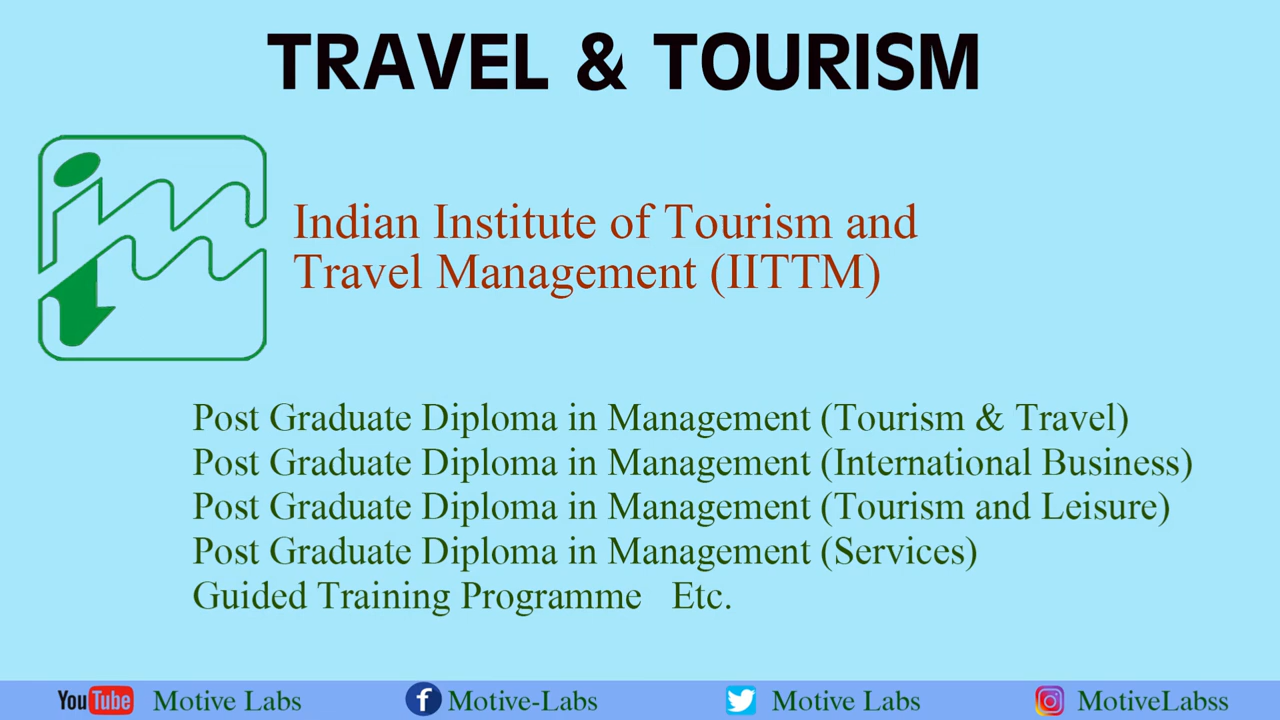 TRAVEL & TOURISM
Indian Institute of Tourism and
Travel Management (IITTM)
Post Graduate Diploma in Management (Tourism & Travel)
Post Graduate Diploma in Management (International Business)
Post Graduate Diploma in Management (Tourism and Leisure)
Post Graduate Diploma in Management (Services)
Guided Training Programme Etc.
YouTube Motive Labs f Motive-Labs Motive Labs MotiveLabss